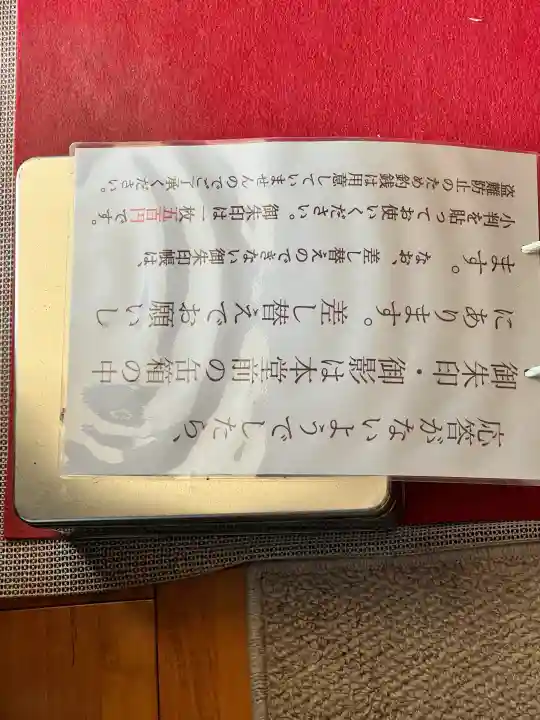 応答がないようでしたら、
御朱印・御影は本堂前の缶箱の中
にあります。差し替えでお願いし
ます。なお、差し替えのできない御朱印帳は、
小判を貼ってお使いください。御朱印は一枚五百円です。
盗難防止のため釣銭は用意していませんのでご了承ください。